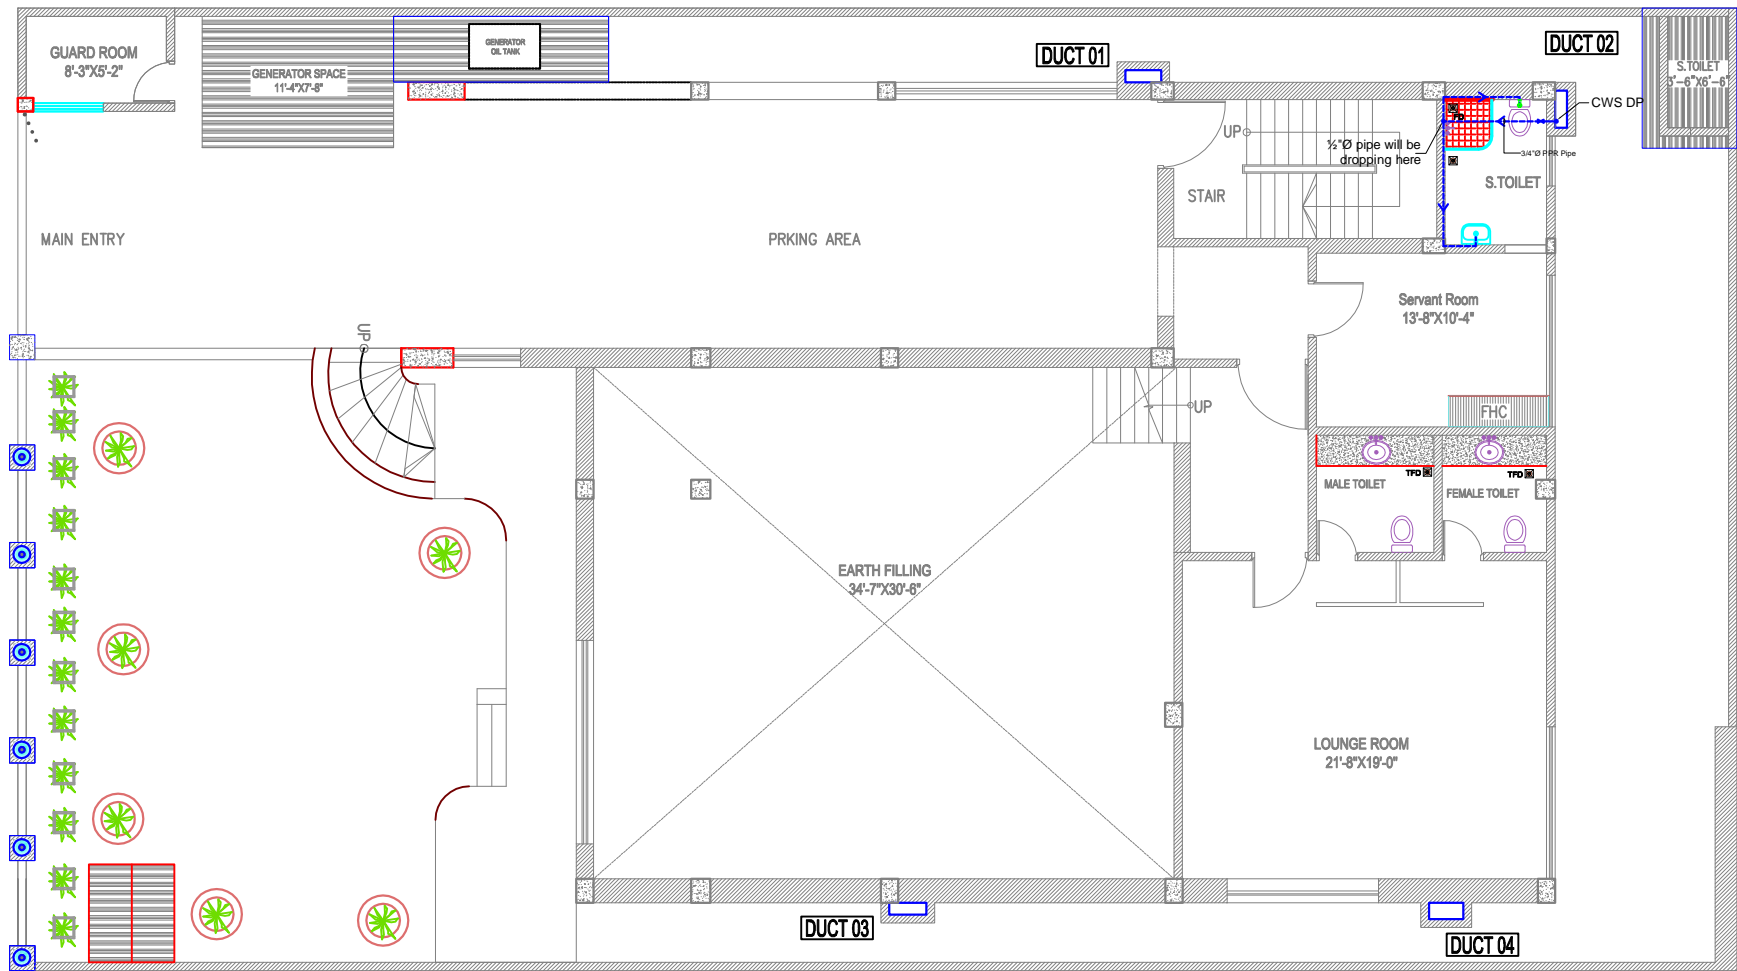 GUARD ROOM
8'-3"X5'-2"
GENERATOR SPACE
11'-4"X7'-8"
GENERATOR
OIL TANK
DUCT 01
DUCT 02
S.TOILET
3'-6"X6'-6"
CWS DP
UP
½"Ø pipe will be
dropping here
FD
3/4"Ø PPR Pipe
S.TOILET
STAIR
MAIN ENTRY
PRKING AREA
Servant Room
13'-8"X10'-4"
UP
UP
FHC
TFD
TFD
MALE TOILET
FEMALE TOILET
EARTH FILLING
34'-7"X30'-6"
LOUNGE ROOM
21'-8"X19'-0"
DUCT 03
DUCT 04